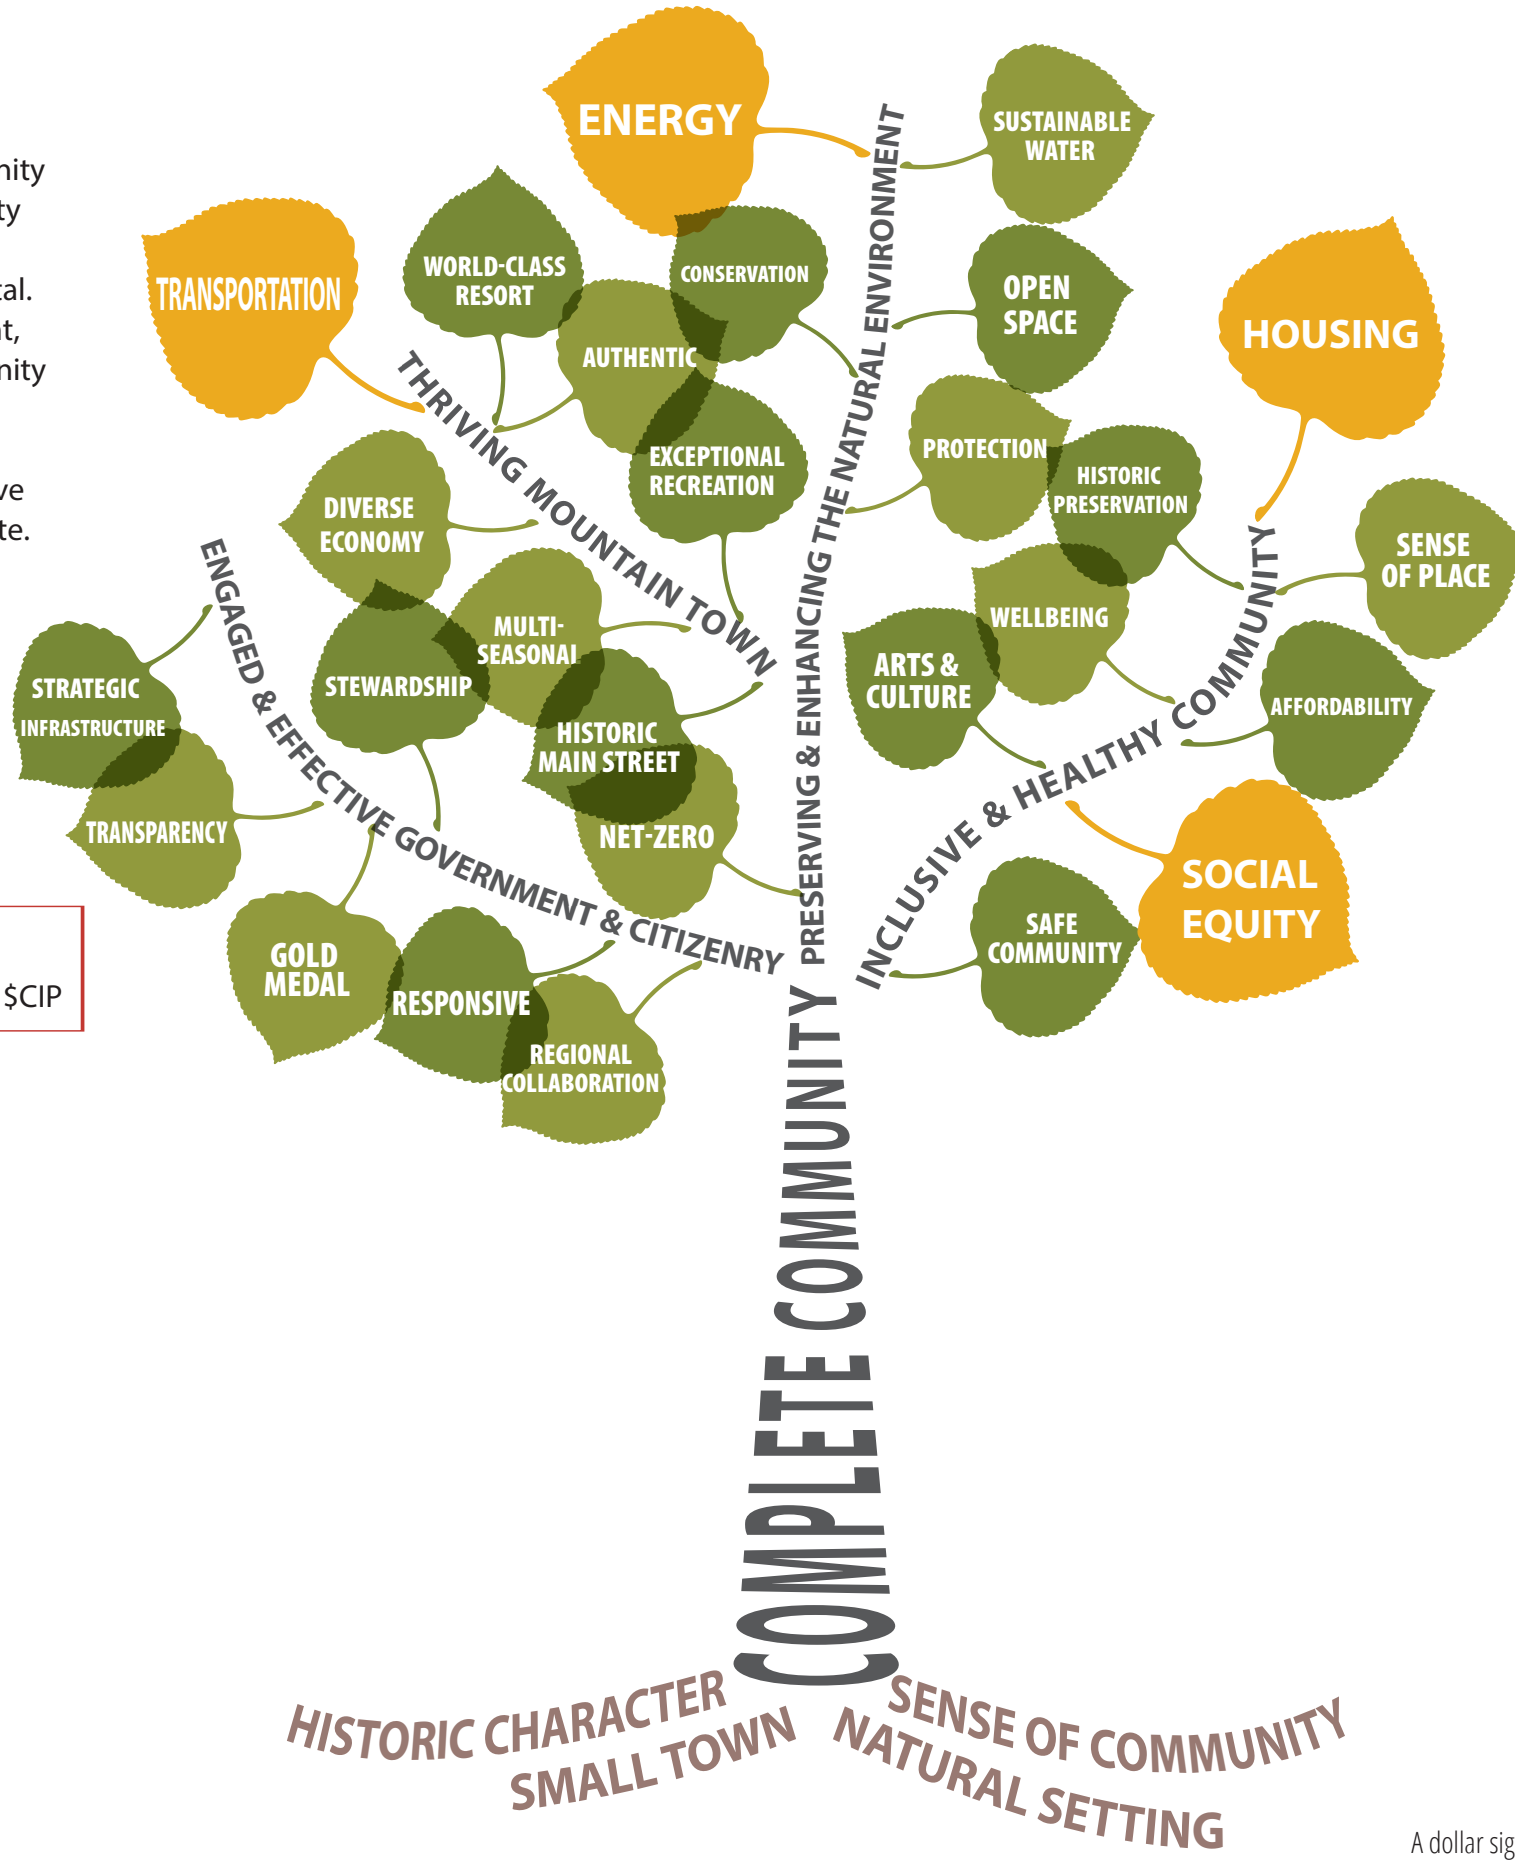 ENERGY
SUSTAINABLE
WATER
TRANSPORTATION
WORLD-CLASS
RESORT
CONSERVATION
OPEN
SPACE
HOUSING
AUTHENTIC
EXCEPTIONAL
RECREATION
PROTECTION
HISTORIC
PRESERVATION
DIVERSE
ECONOMY
SENSE
OF PLACE
WELLBEING
MULTI-
SEASONAL
STEWARDSHIP
ARTS &
CULTURE
AFFORDABILITY
STRATEGIC
INFRASTRUCTURE
HISTORIC
MAIN STREET
TRANSPARENCY
NET-ZERO
SOCIAL
EQUITY
SAFE
COMMUNITY
GOLD
MEDAL
RESPONSIVE
REGIONAL
COLLABORATION
THRIVING MOUNTAIN TOWN
PRESERVING & ENHANCING THE NATURAL ENVIRONMENT
ENGAGED & EFFECTIVE GOVERNMENT & CITIZENRY
INCLUSIVE & HEALTHY COMMUNITY
COMPLETE COMMUNITY
HISTORIC CHARACTER
SMALL TOWN
SENSE OF COMMUNITY
NATURAL SETTING
$CIP
A dollar sig